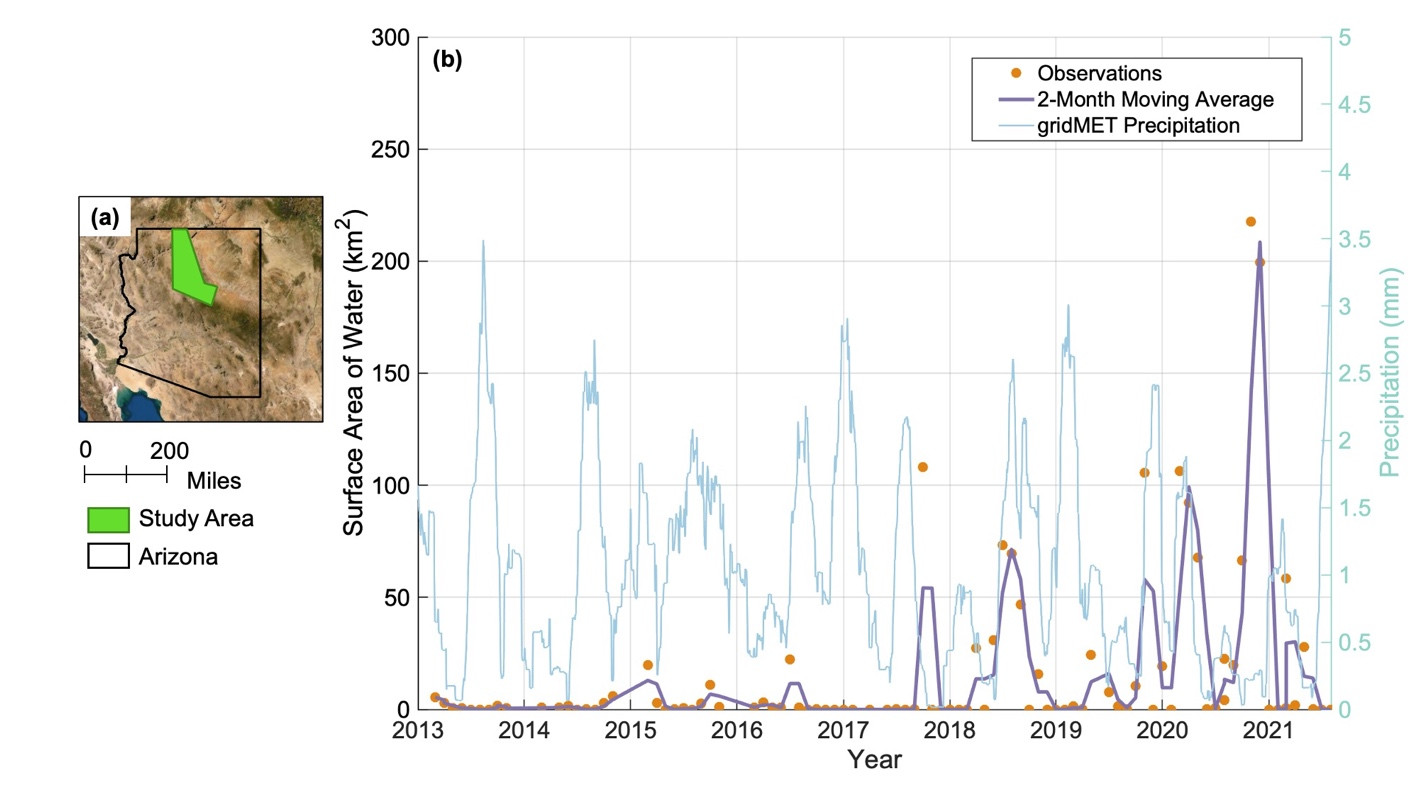 (a)
0 200
Miles
Study Area
Arizona
(b)
Observations
2-Month Moving Average
gridMET Precipitation
Surface Area of Water (km²)
300
250
200
150
100
50
0
Precipitation (mm)
5
4.5
4
3.5
3
2.5
2
1.5
1
0.5
0
2013 2014 2015 2016 2017 2018 2019 2020 2021
Year